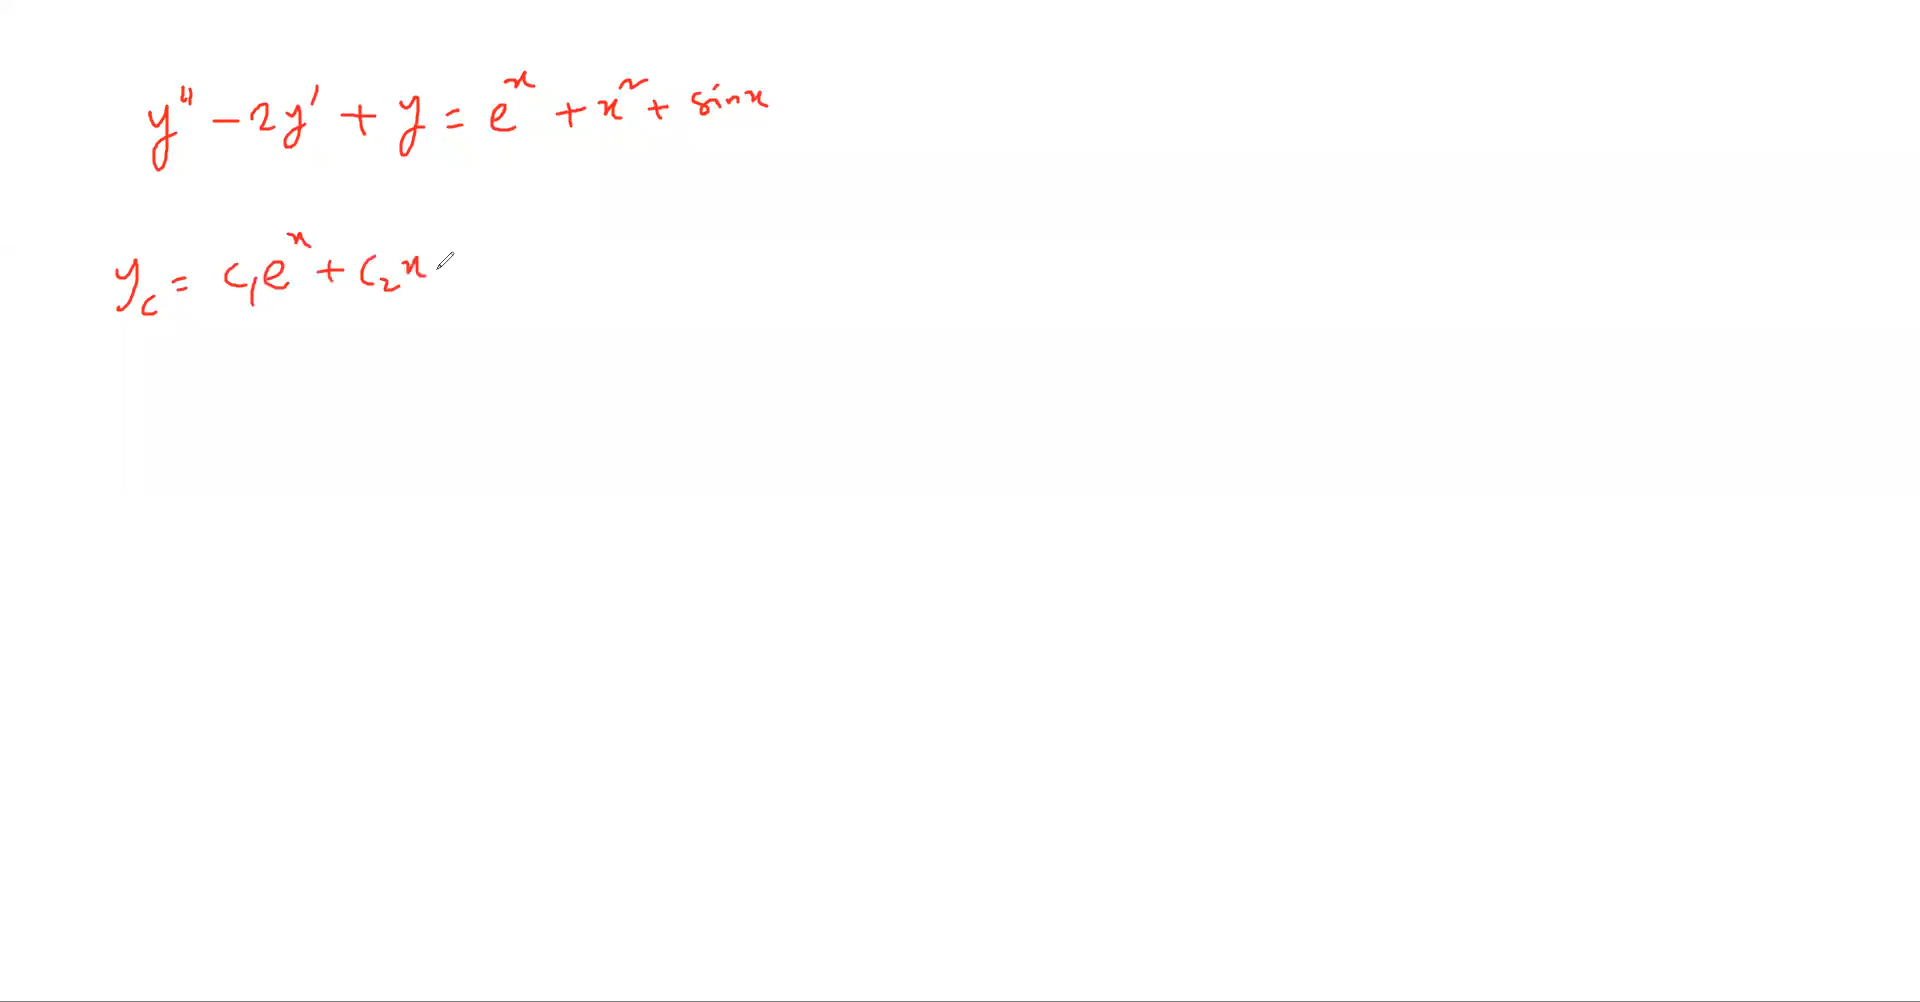 y'' - 2y' + y = e^x + x^2 + sinx
y_c = c_1e^x + c_2x